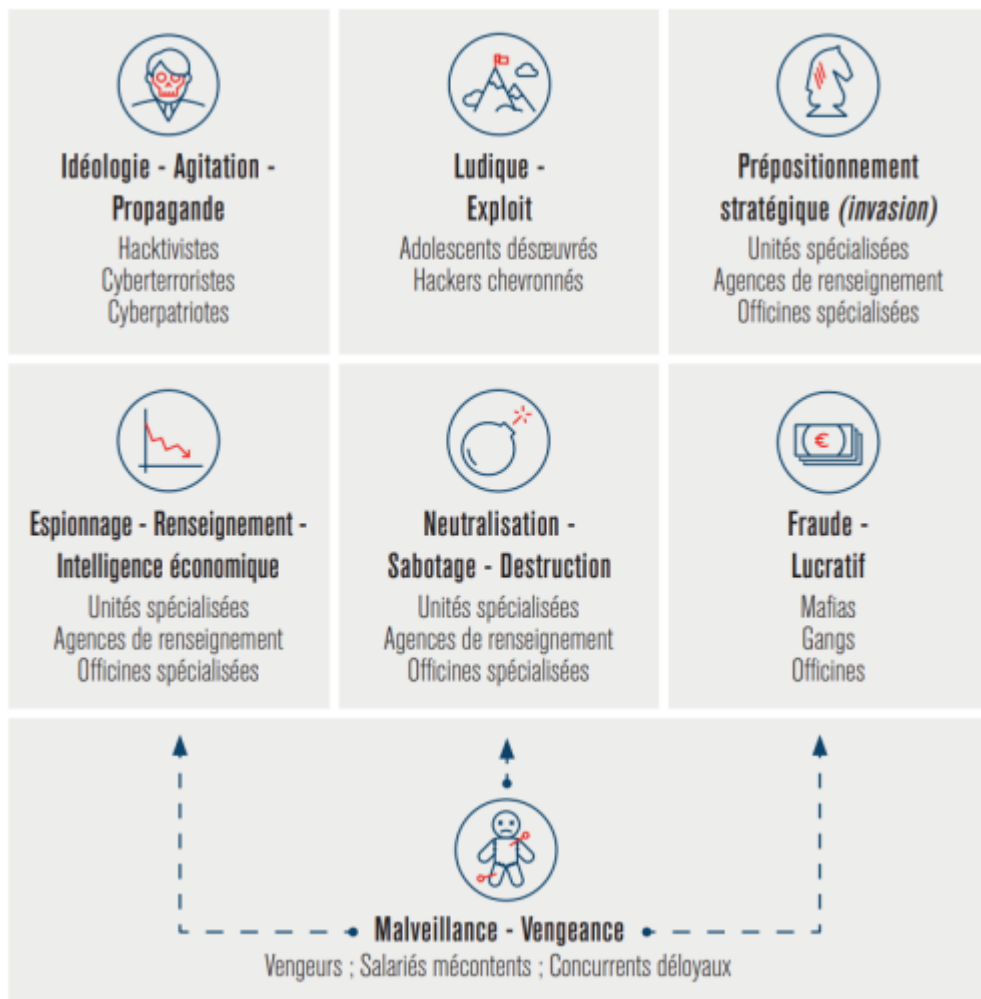 Idéologie - Agitation -
Propagande
Hacktivistes
Cyberterroristes
Cyberpatriotes
Ludique -
Exploit
Adolescents désœuvrés
Hackers chevronnés
Prépositionnement
stratégique (invasion)
Unités spécialisées
Agences de renseignement
Officines spécialisées
Espionnage - Renseignement -
Intelligence économique
Unités spécialisées
Agences de renseignement
Officines spécialisées
Neutralisation -
Sabotage - Destruction
Unités spécialisées
Agences de renseignement
Officines spécialisées
€
Fraude -
Lucratif
Mafias
Gangs
Officines
Malveillance - Vengeance
Vengeurs ; Salariés mécontents ; Concurrents déloyaux